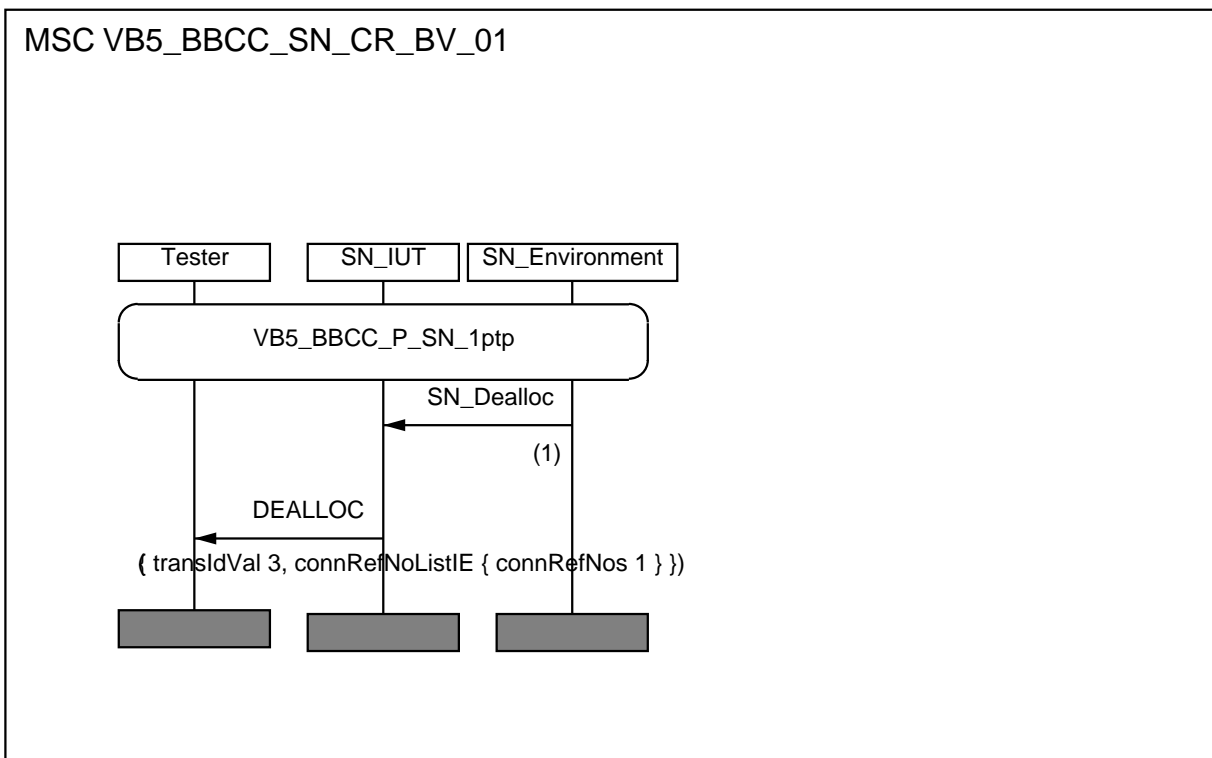 MSC VB5_BBCC_SN_CR_BV_01
Tester
SN_IUT
SN_Environment
VB5_BBCC_P_SN_1ptp
SN_Dealloc
(1)
DEALLOC
({ transIdVal 3, connRefNoListIE { connRefNos 1 } })